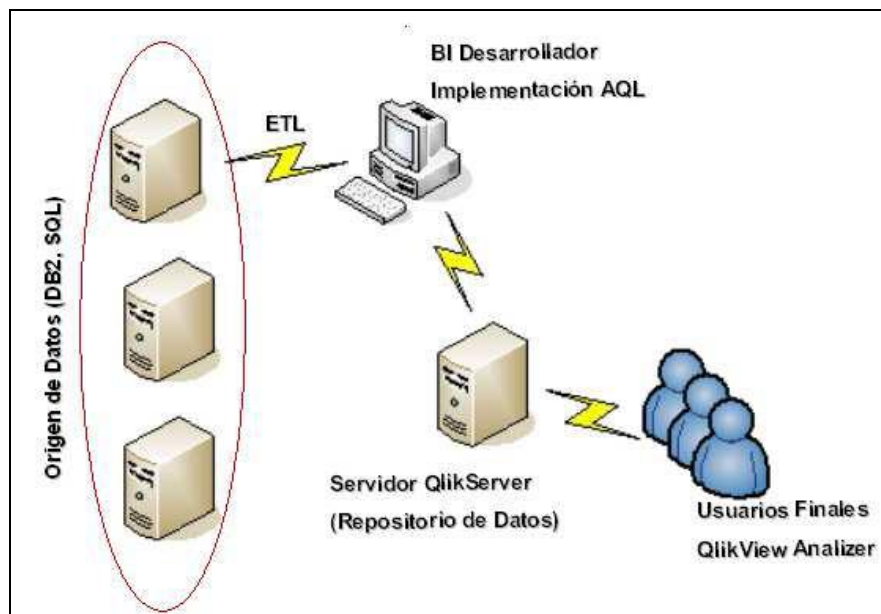 BI Desarrollador
Implementación AQL
ETL
Origen de Datos (DB2, SQL)
Servidor QlikServer
(Repositorio de Datos)
Usuarios Finales
QlikView Analizer